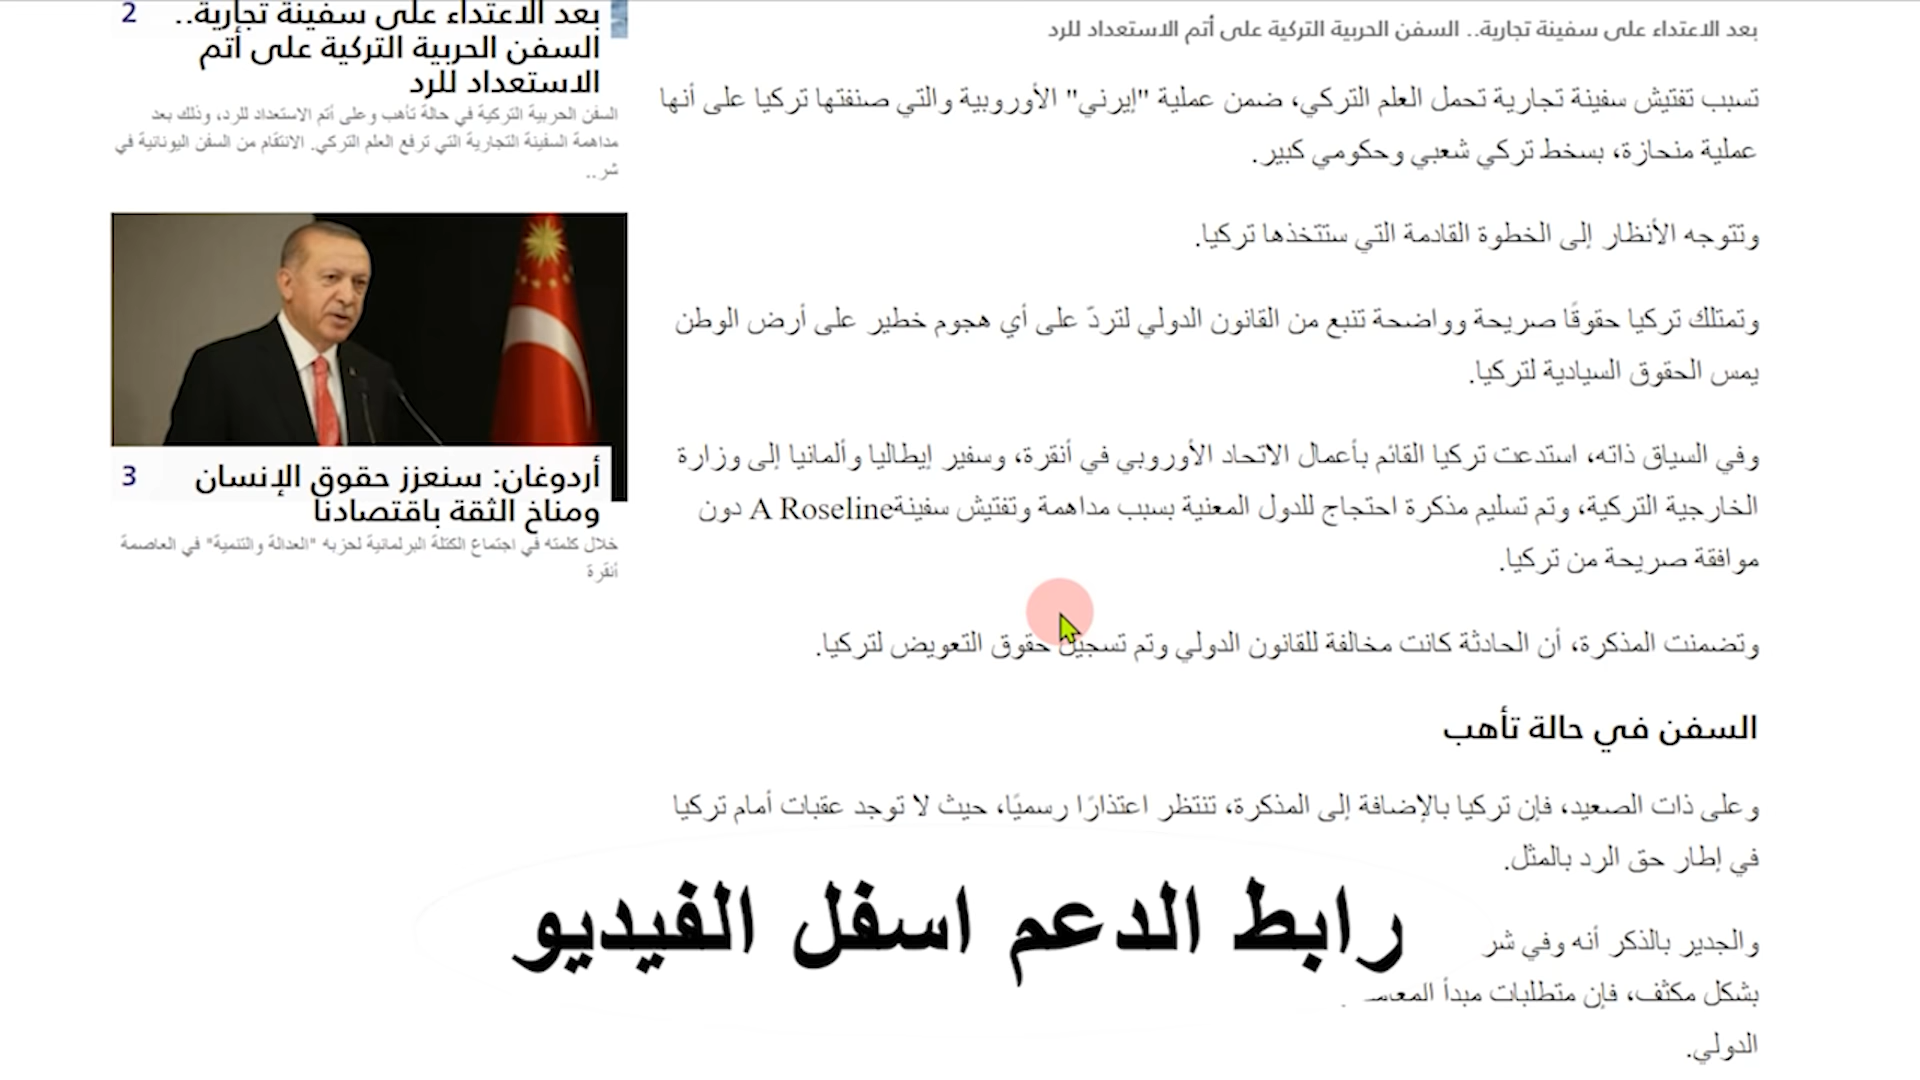 بعد الاعتداء على سفينة تجارية.. السفن الحربية التركية على أتم الاستعداد للرد
تسبب تفتيش سفينة تجارية تحمل العلم التركي، ضمن عملية "إيرني" الأوروبية والتي صنفتها تركيا على أنها
عملية منحازة، بسخط تركي شعبي وحكومي كبير.
وتتوجه الأنظار إلى الخطوة القادمة التي ستتخذها تركيا.
وتمتلك تركيا حقوقًا صريحة وواضحة تنبع من القانون الدولي لتردّ على أي هجوم خطير على أرض الوطن
يمس الحقوق السيادية لتركيا.
وفي السياق ذاته، استدعت تركيا القائم بأعمال الاتحاد الأوروبي في أنقرة، وسفير إيطاليا وألمانيا إلى وزارة
الخارجية التركية، وتم تسليم مذكرة احتجاج للدول المعنية بسبب مداهمة وتفتيش سفينةA Roseline دون
موافقة صريحة من تركيا.
وتضمنت المذكرة، أن الحادثة كانت مخالفة للقانون الدولي وتم تسجيل حقوق التعويض لتركيا.
السفن في حالة تأهب
وعلى ذات الصعيد، فإن تركيا بالإضافة إلى المذكرة، تنتظر اعتذارًا رسميًا، حيث لا توجد عقبات أمام تركيا
في إطار حق الرد بالمثل.
والجدير بالذكر أنه وفي شر
بشكل مكثف، فإن متطلبات مبدأ
الدولي.
2 بعد الاعتداء على سفينة تجارية..
السفن الحربية التركية على أتم
الاستعداد للرد
السفن الحربية التركية في حالة تأهب وعلى أتم الاستعداد للرد، وذلك بعد
مداهمة السفينة التجارية التي ترفع العلم التركي. الانتقام من السفن اليونانية في
شر..
3 أردوغان: سنعزز حقوق الإنسان
ومناخ الثقة باقتصادنا
خلال كلمته في اجتماع الكتلة البرلمانية لحزبه "العدالة والتنمية" في العاصمة
أنقرة
رابط الدعم اسفل الفيديو